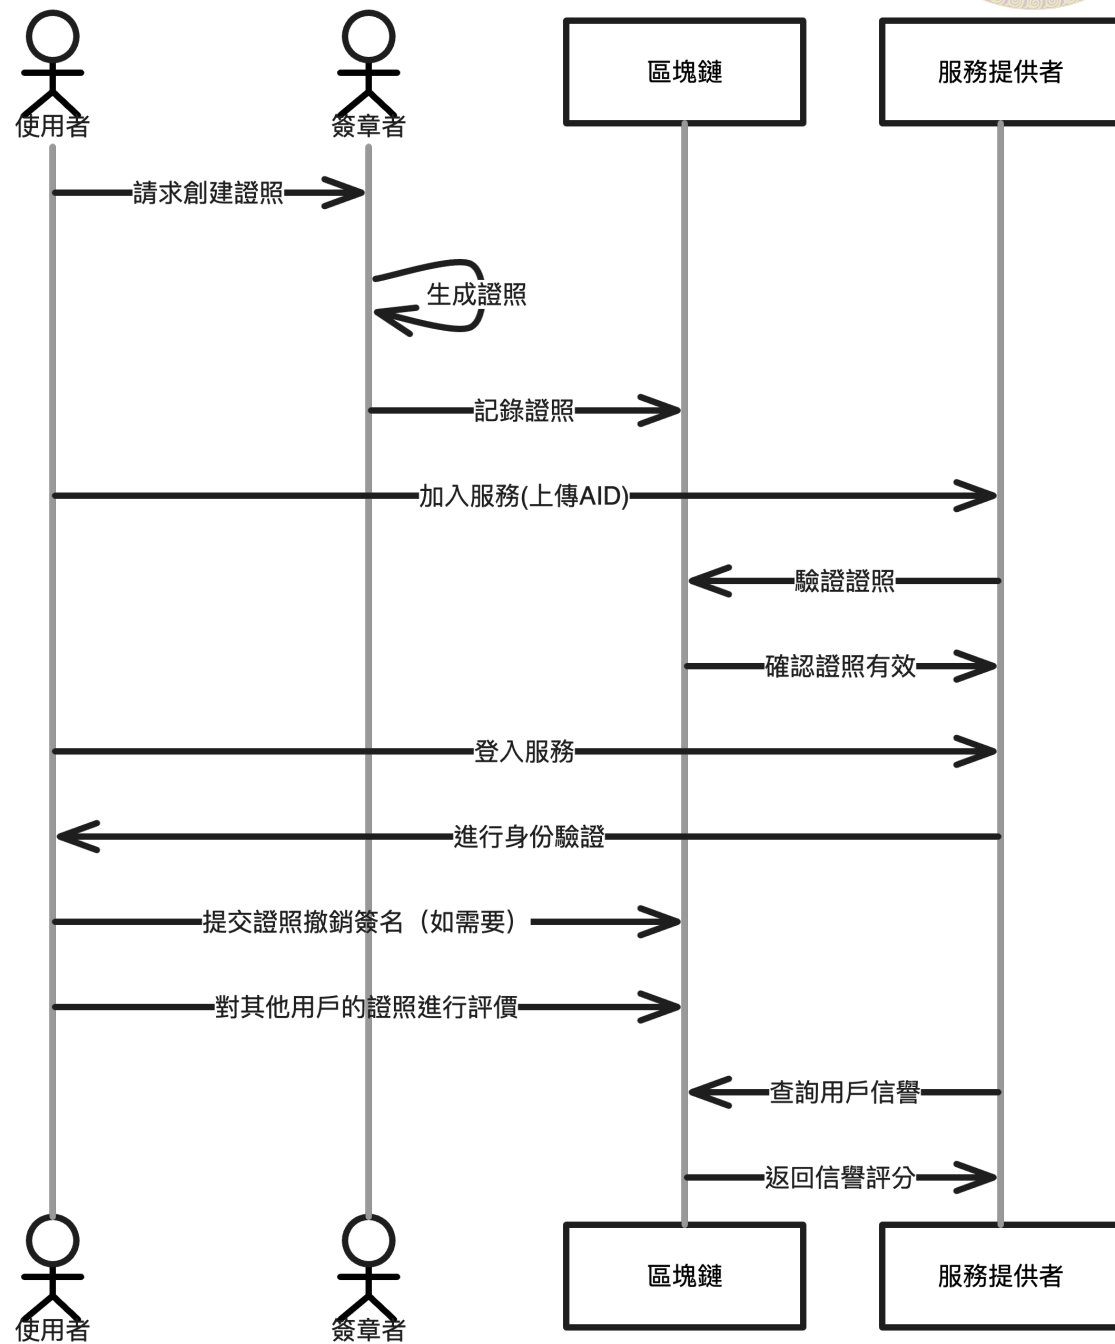 區塊鏈
服務提供者
使用者
簽章者
請求創建證照
生成證照
記錄證照
加入服務(上傳AID)
驗證證照
確認證照有效
登入服務
進行身份驗證
提交證照撤銷簽名（如需要）
對其他用戶的證照進行評價
查詢用戶信譽
返回信譽評分
區塊鏈
服務提供者
使用者
簽章者